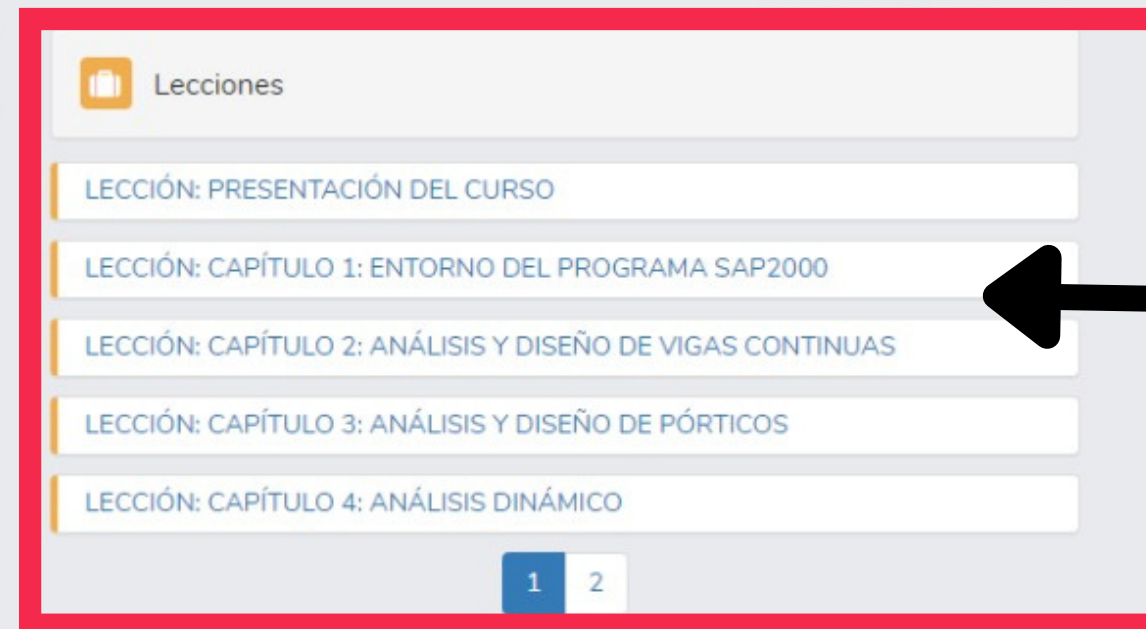 Lecciones
LECCIÓN: PRESENTACIÓN DEL CURSO
LECCIÓN: CAPÍTULO 1: ENTORNO DEL PROGRAMA SAP2000
LECCIÓN: CAPÍTULO 2: ANÁLISIS Y DISEÑO DE VIGAS CONTINUAS
LECCIÓN: CAPÍTULO 3: ANÁLISIS Y DISEÑO DE PÓRTICOS
LECCIÓN: CAPÍTULO 4: ANÁLISIS DINÁMICO
1 2